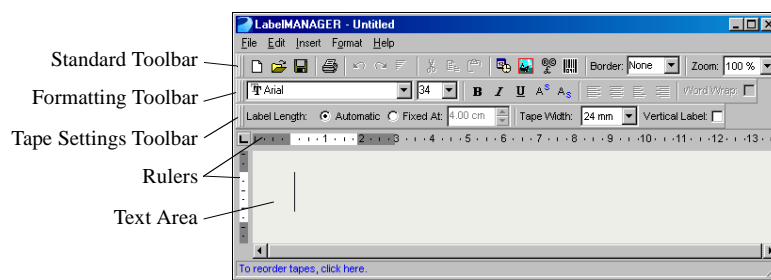 LabelMANAGER - Untitled
File Edit Insert Format Help
Standard Toolbar
Border: None Zoom: 100 %
Formatting Toolbar
Arial 34 B I U A S A S Word Wrap:
Tape Settings Toolbar
Label Length: Automatic Fixed At: 4.00 cm Tape Width: 24 mm Vertical Label:
1 2 3 4 5 6 7 8 9 10 11 12 13
Rulers
Text Area
To reorder tapes, click here.